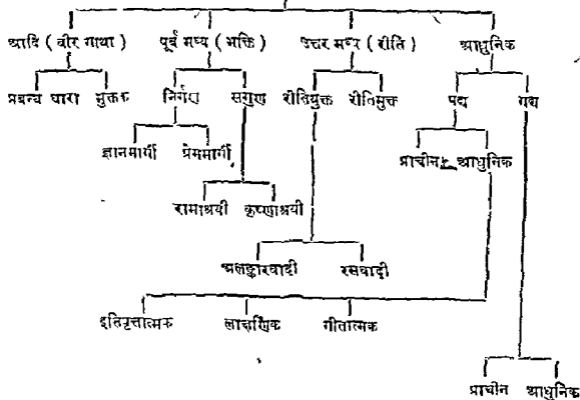 आदि (वीर गाथा) पूर्व मध्य (भक्ति) उत्तर मध्य (रीति) आधुनिक
प्रबन्ध धारा मुक्तक निर्गुण सगुण रीतियुक्त रीतिमुक्त पद्य गद्य
ज्ञानमार्गी प्रेममार्गी प्राचीन आधुनिक
रामाश्रयी कृष्णाश्रयी
अलङ्कारवादी रसवादी
इतिवृत्तात्मक लाक्षणिक गीतात्मक
प्राचीन आधुनिक